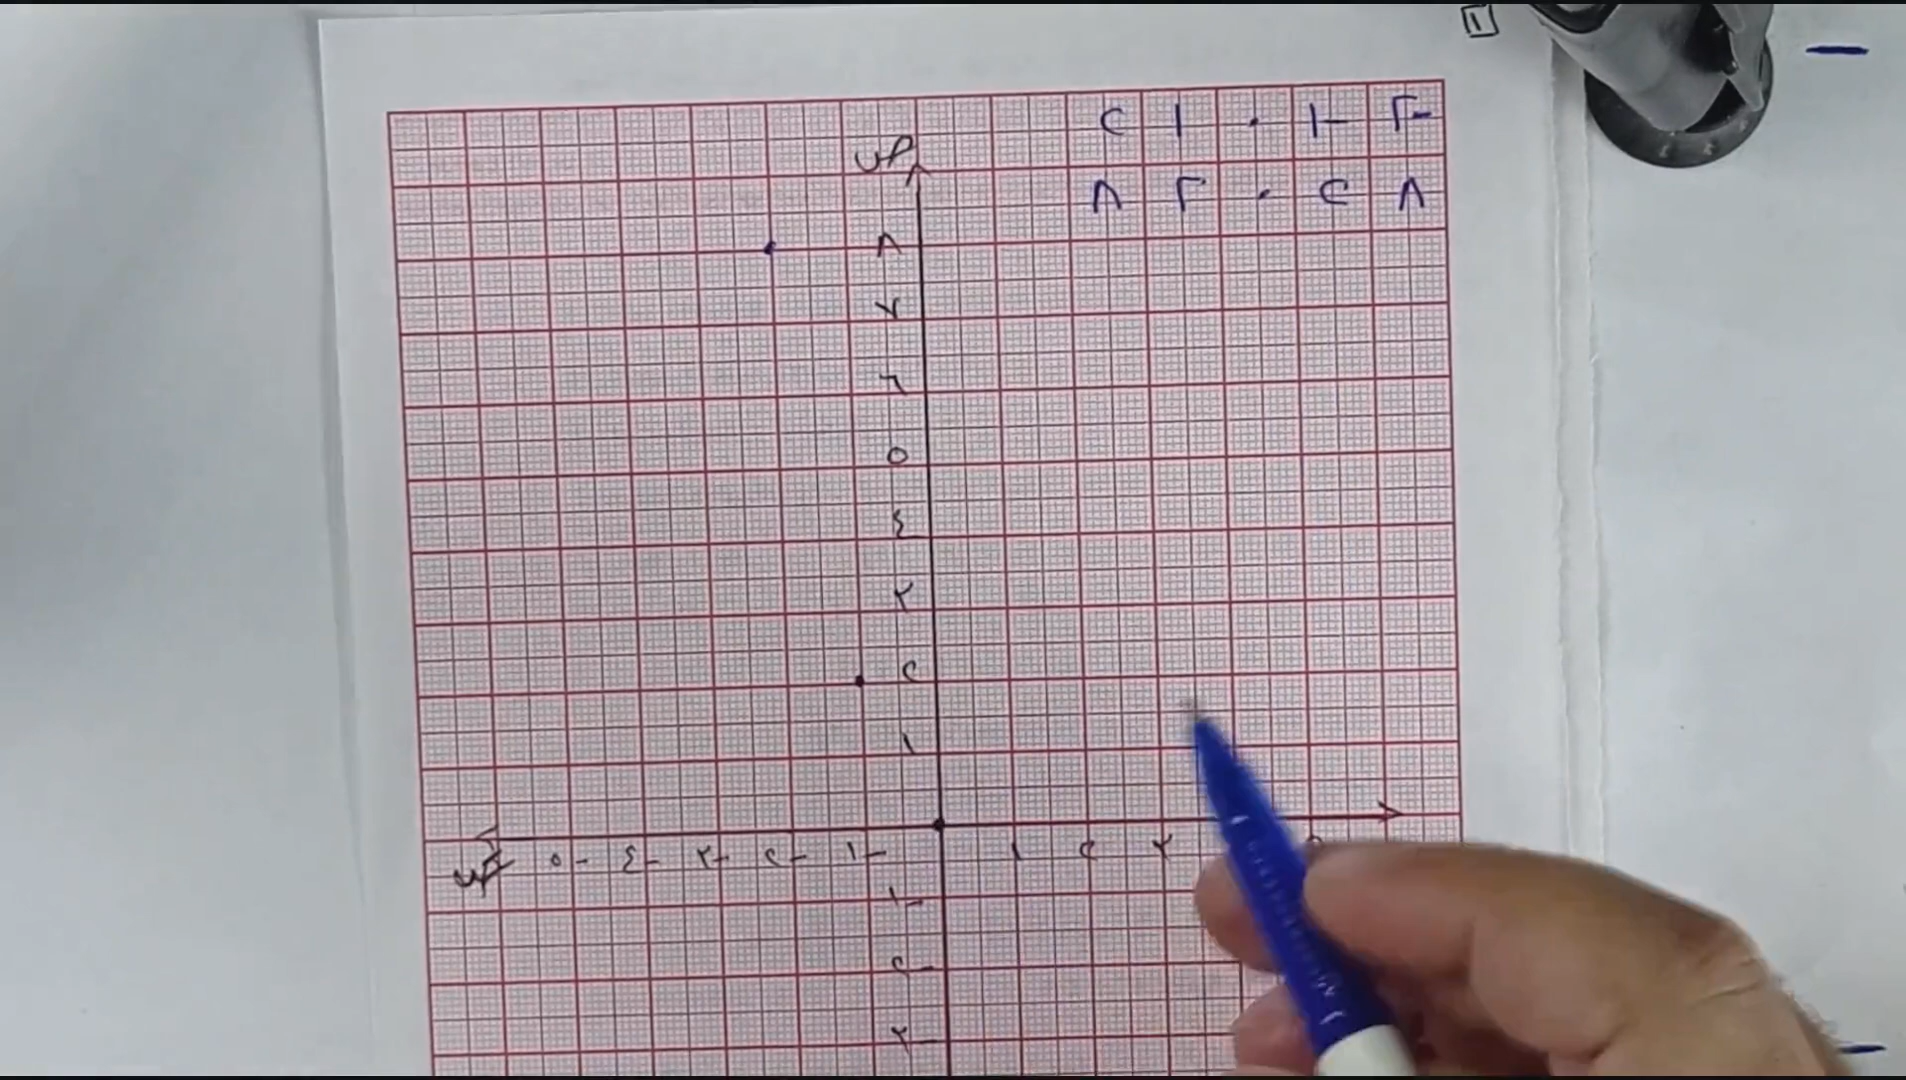 ٢- ١- ٠ ١ ٢
٨ ٢ ٠ ٢ ٨
ص
٨
٧
٦
٥
٤
٣
٢
١
٣ ٢ ١ ١- ٢- ٣- ٤- ٥-
١-
٢-
٣-